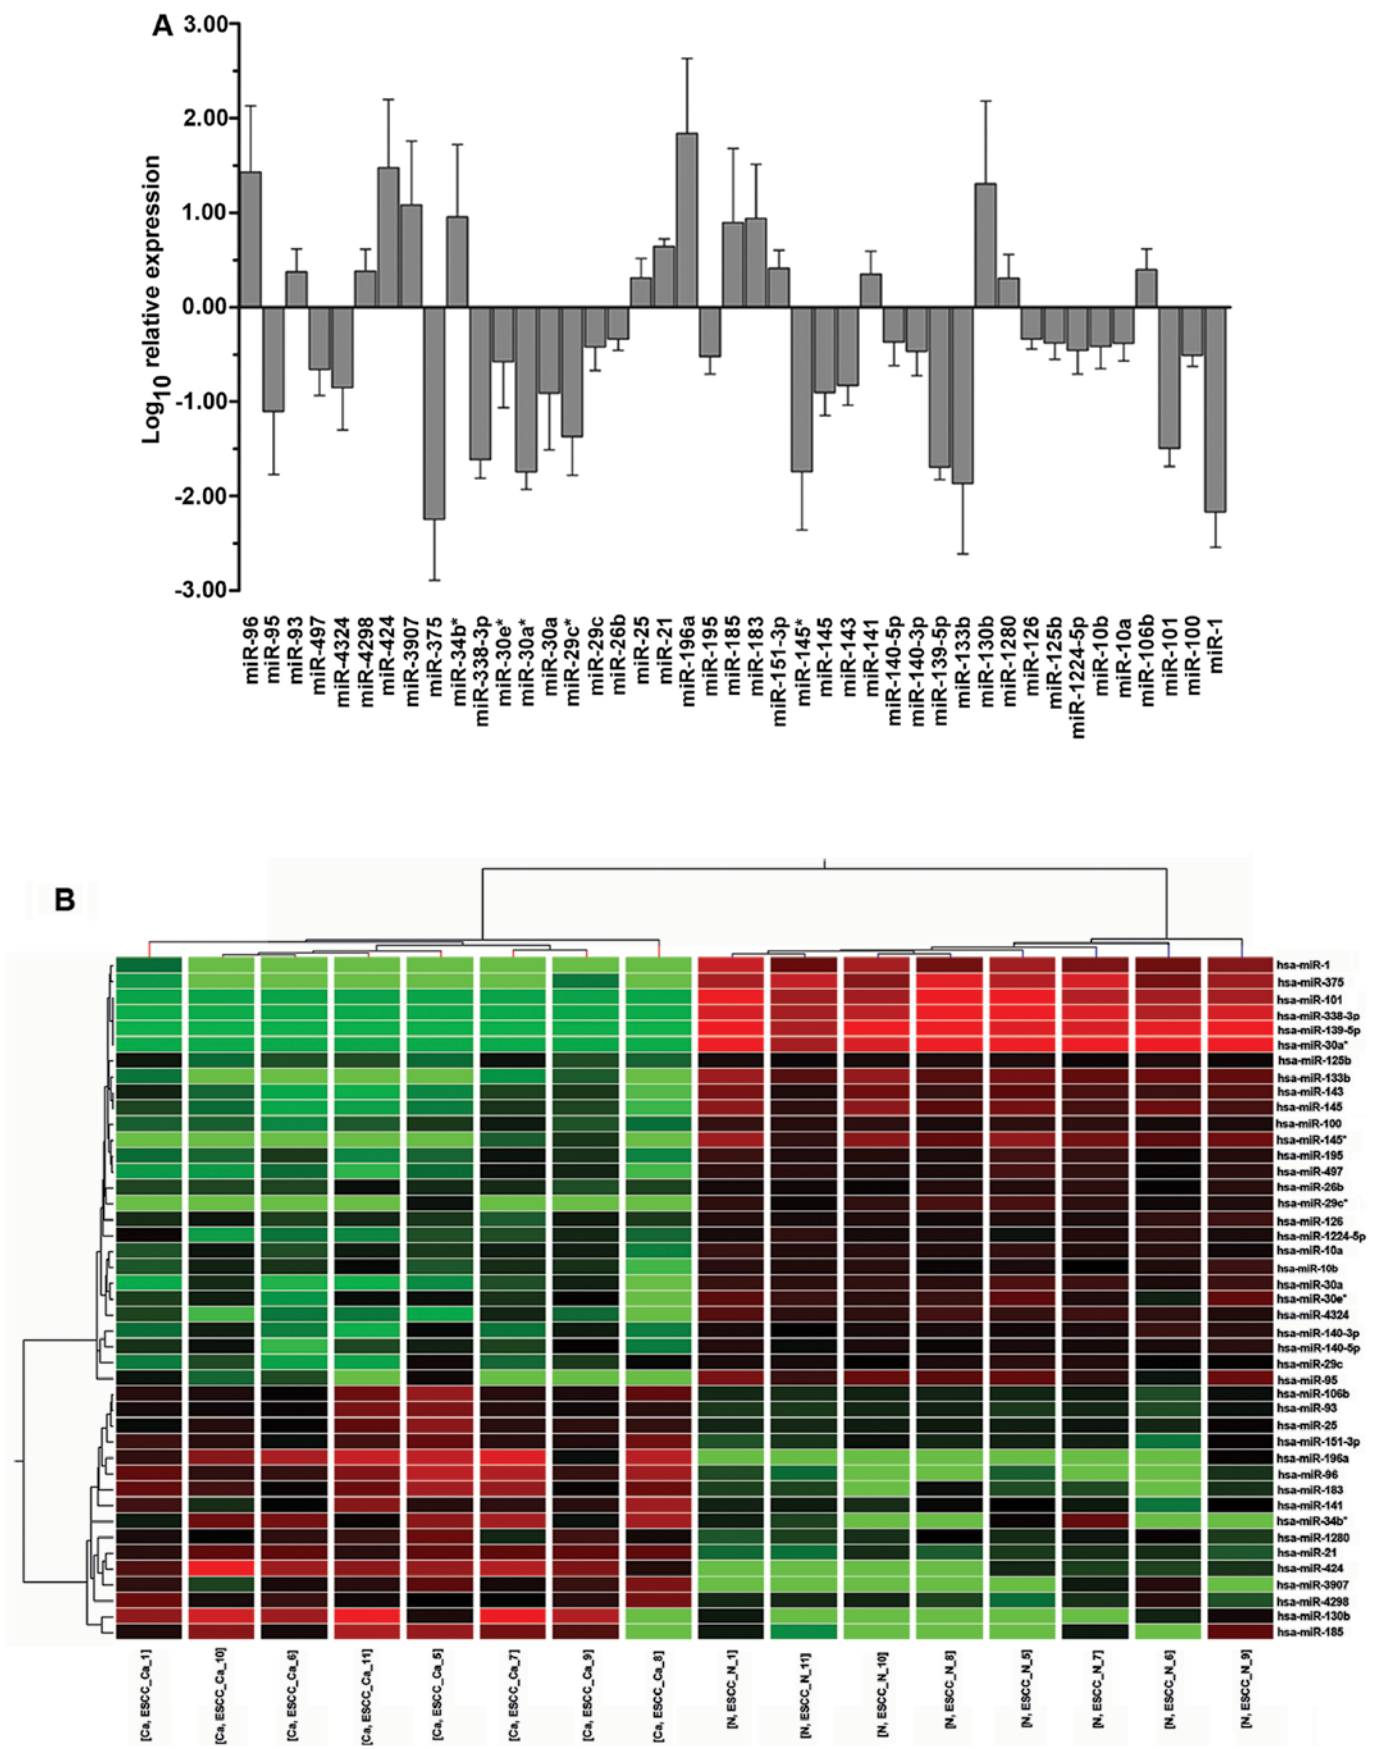 A
3.00
2.00
1.00
0.00
-1.00
-2.00
-3.00
Log10 relative expression
miR-96
miR-95
miR-93
miR-497
miR-4324
miR-4298
miR-424
miR-3907
miR-375
miR-34b*
miR-338-3p
miR-30e*
miR-30a*
miR-30a
miR-29c*
miR-29c
miR-26b
miR-25
miR-21
miR-196a
miR-195
miR-185
miR-183
miR-151-3p
miR-145*
miR-145
miR-143
miR-141
miR-140-5p
miR-140-3p
miR-139-5p
miR-133b
miR-130b
miR-1280
miR-126
miR-125b
miR-1224-5p
miR-10b
miR-10a
miR-106b
miR-101
miR-100
miR-1
B
hsa-miR-1
hsa-miR-375
hsa-miR-101
hsa-miR-338-3p
hsa-miR-139-5p
hsa-miR-30a*
hsa-miR-125b
hsa-miR-133b
hsa-miR-143
hsa-miR-145
hsa-miR-100
hsa-miR-145*
hsa-miR-195
hsa-miR-497
hsa-miR-26b
hsa-miR-29c*
hsa-miR-126
hsa-miR-1224-5p
hsa-miR-10a
hsa-miR-10b
hsa-miR-30a
hsa-miR-30e*
hsa-miR-4324
hsa-miR-140-3p
hsa-miR-140-5p
hsa-miR-29c
hsa-miR-95
hsa-miR-106b
hsa-miR-93
hsa-miR-25
hsa-miR-151-3p
hsa-miR-196a
hsa-miR-96
hsa-miR-183
hsa-miR-141
hsa-miR-34b*
hsa-miR-1280
hsa-miR-21
hsa-miR-424
hsa-miR-3907
hsa-miR-4298
hsa-miR-130b
hsa-miR-185
[Ca, ESCC_Ca_1]
[Ca, ESCC_Ca_10]
[Ca, ESCC_Ca_6]
[Ca, ESCC_Ca_11]
[Ca, ESCC_Ca_5]
[Ca, ESCC_Ca_7]
[Ca, ESCC_Ca_9]
[Ca, ESCC_Ca_8]
[N, ESCC_N_1]
[N, ESCC_N_11]
[N, ESCC_N_10]
[N, ESCC_N_8]
[N, ESCC_N_5]
[N, ESCC_N_7]
[N, ESCC_N_6]
[N, ESCC_N_9]